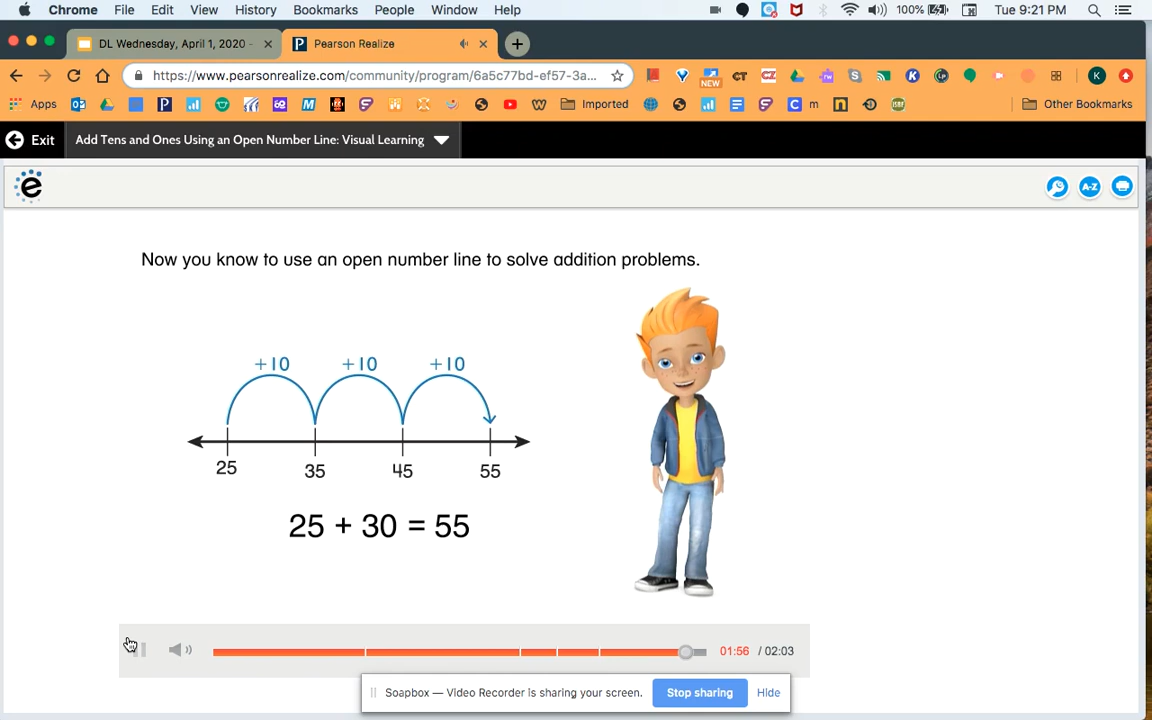 Chrome File Edit View History Bookmarks People Window Help 100% Tue 9:21 PM
DL Wednesday, April 1, 2020 - Pearson Realize
https://www.pearsonrealize.com/community/program/6a5c77bd-ef57-3a... NEW CT CZ K
Apps Imported C m Other Bookmarks
Exit Add Tens and Ones Using an Open Number Line: Visual Learning
e A-Z
Now you know to use an open number line to solve addition problems.
+10 +10 +10
25 35 45 55
25 + 30 = 55
01:56 / 02:03
Soapbox — Video Recorder is sharing your screen. Stop sharing Hide